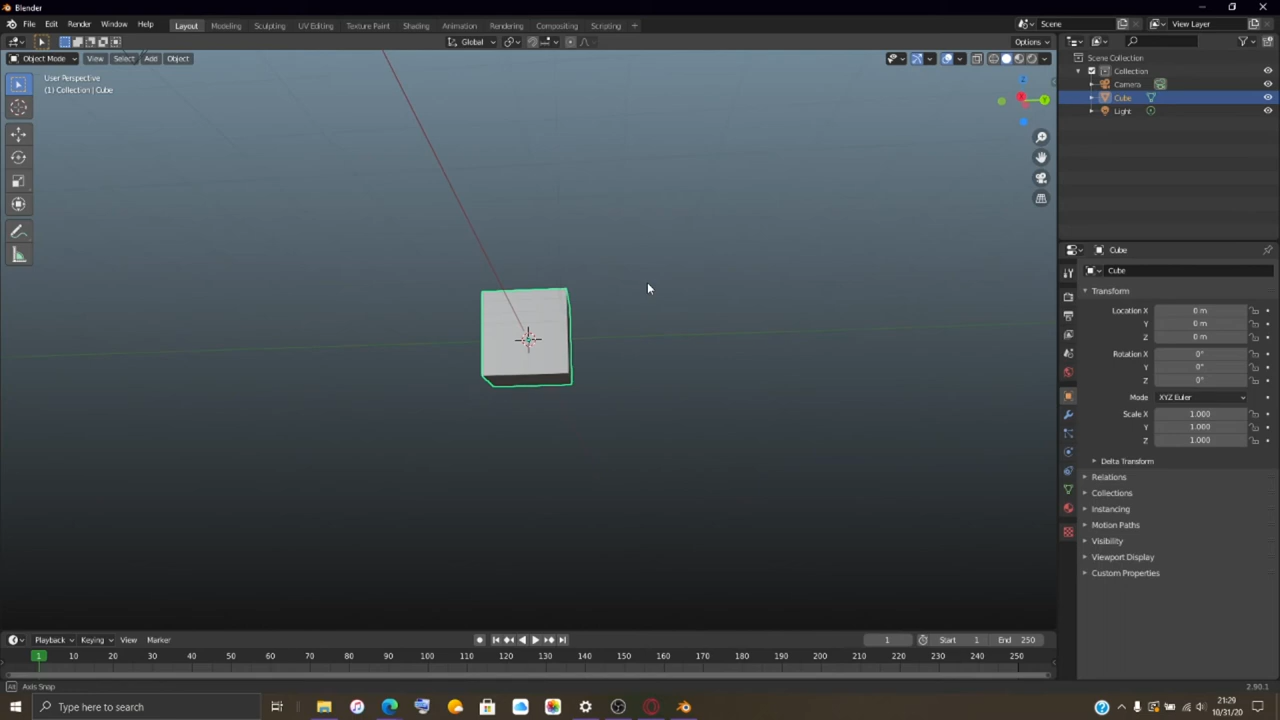 Blender
File Edit Render Window Help Layout Modeling Sculpting UV Editing Texture Paint Shading Animation Rendering Compositing Scripting + Scene View Layer
Global Options
Object Mode View Select Add Object
User Perspective
(1) Collection | Cube
Scene Collection
Collection
Camera
Cube
Light
X
Y
Z
Cube
Cube
Transform
Location X 0 m
Y 0 m
Z 0 m
Rotation X 0°
Y 0°
Z 0°
Mode XYZ Euler
Scale X 1.000
Y 1.000
Z 1.000
Delta Transform
Relations
Collections
Instancing
Motion Paths
Visibility
Viewport Display
Custom Properties
Playback Keying View Marker 1 Start 1 End 250
1 10 20 30 40 50 60 70 80 90 100 110 120 130 140 150 160 170 180 190 200 210 220 230 240 250
Alt Axis Snap 2.90.1
Type here to search
21:29
10/31/20